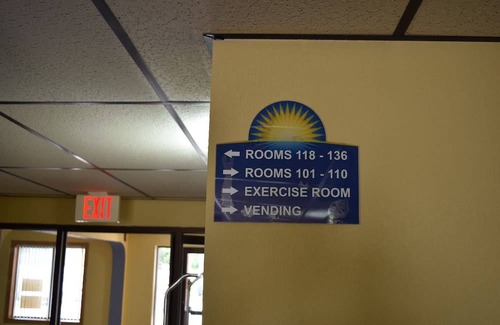 ROOMS 118 - 136
ROOMS 101 - 110
EXERCISE ROOM
VENDING
EXIT